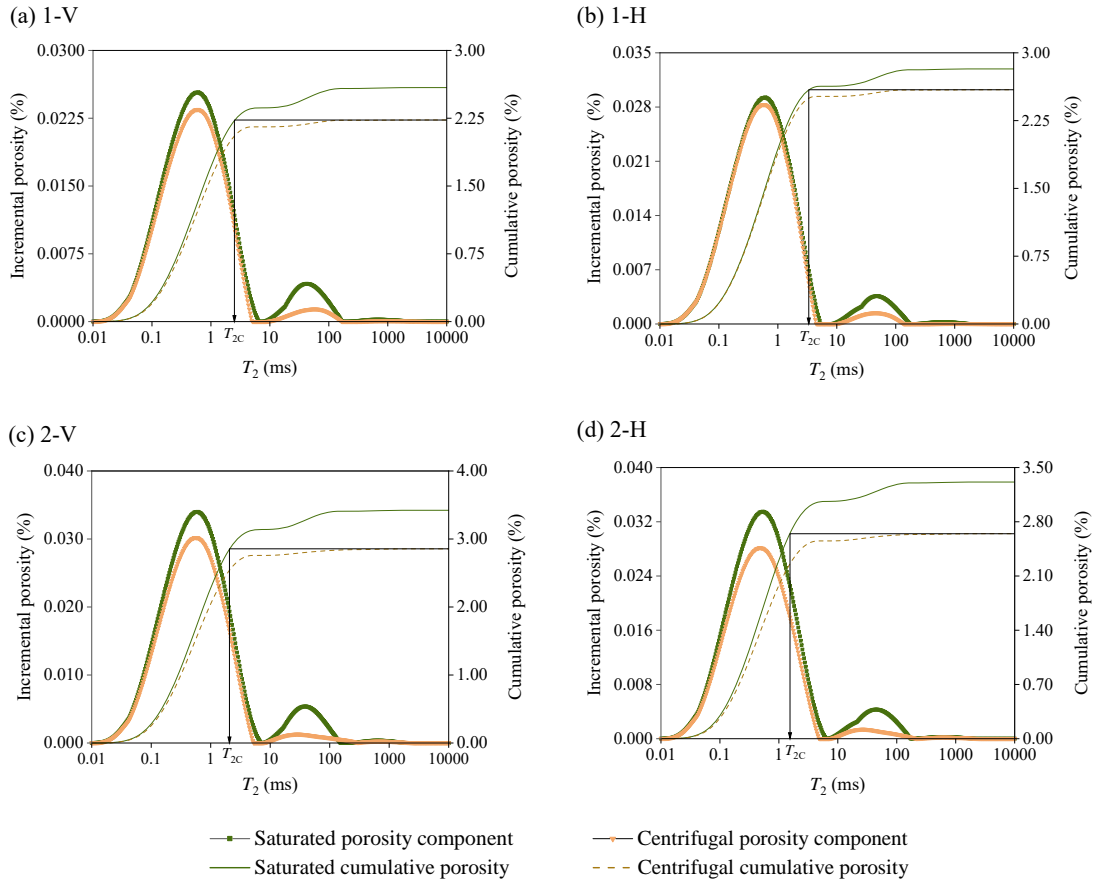 (a) 1-V
0.0300
0.0225
0.0150
0.0075
0.0000
Incremental porosity (%)
3.00
2.25
1.50
0.75
0.00
Cumulative porosity (%)
0.01 0.1 1 10 100 1000 10000
T2C
T2 (ms)
(b) 1-H
0.035
0.031
0.026
0.021
0.014
0.007
0.000
Incremental porosity (%)
3.00
2.25
1.50
0.75
0.00
Cumulative porosity (%)
0.01 0.1 1 10 100 1000 10000
T2C
T2 (ms)
(c) 2-V
0.040
0.030
0.020
0.010
0.000
Incremental porosity (%)
4.00
3.00
2.00
1.00
0.00
Cumulative porosity (%)
0.01 0.1 1 10 100 1000 10000
T2C
T2 (ms)
(d) 2-H
0.040
0.030
0.024
0.016
0.008
0.000
Incremental porosity (%)
3.50
2.80
2.10
1.40
0.70
0.00
Cumulative porosity (%)
0.01 0.1 1 10 100 1000 10000
T2C
T2 (ms)
Saturated porosity component
Centrifugal porosity component
Saturated cumulative porosity
Centrifugal cumulative porosity